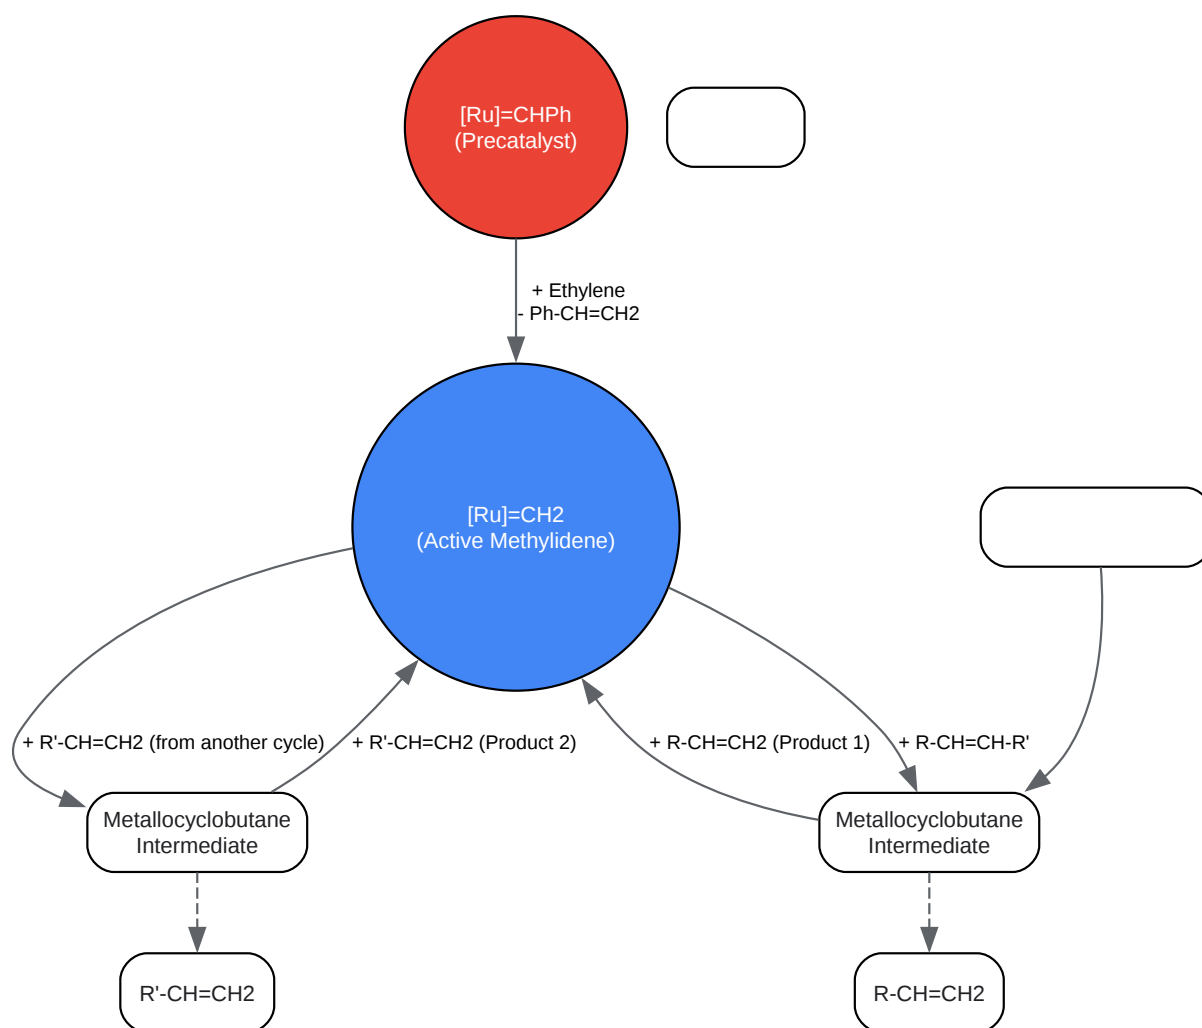 [Ru]=CHPh
(Precatalyst)
+ Ethylene
- Ph-CH=CH2
[Ru]=CH2
(Active Methylidene)
+ R'-CH=CH2 (from another cycle)
+ R'-CH=CH2 (Product 2)
+ R-CH=CH2 (Product 1)
+ R-CH=CH-R'
Metallocyclobutane
Intermediate
Metallocyclobutane
Intermediate
R'-CH=CH2
R-CH=CH2